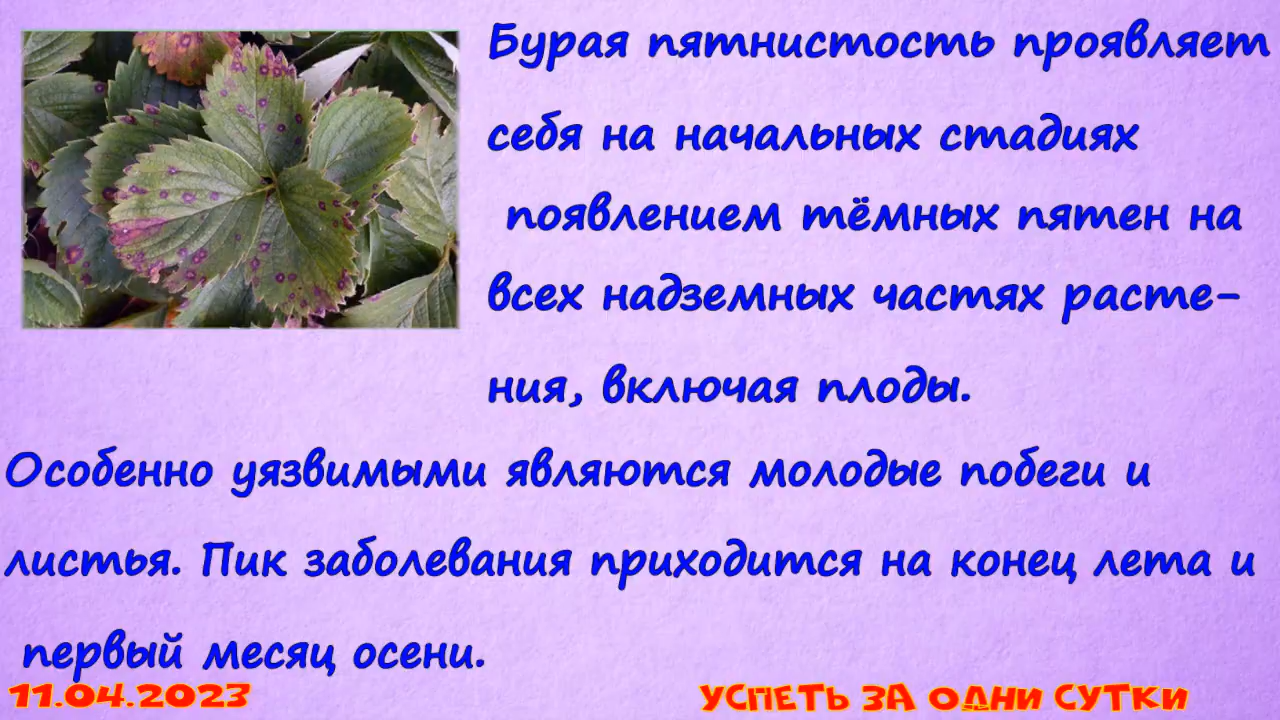 Бурая пятнистость проявляет
себя на начальных стадиях
появлением тёмных пятен на
всех надземных частях расте-
ния, включая плоды.
Особенно уязвимыми являются молодые побеги и
листья. Пик заболевания приходится на конец лета и
первый месяц осени.
11.04.2023
УСПЕТЬ ЗА ОДНИ СУТКИ